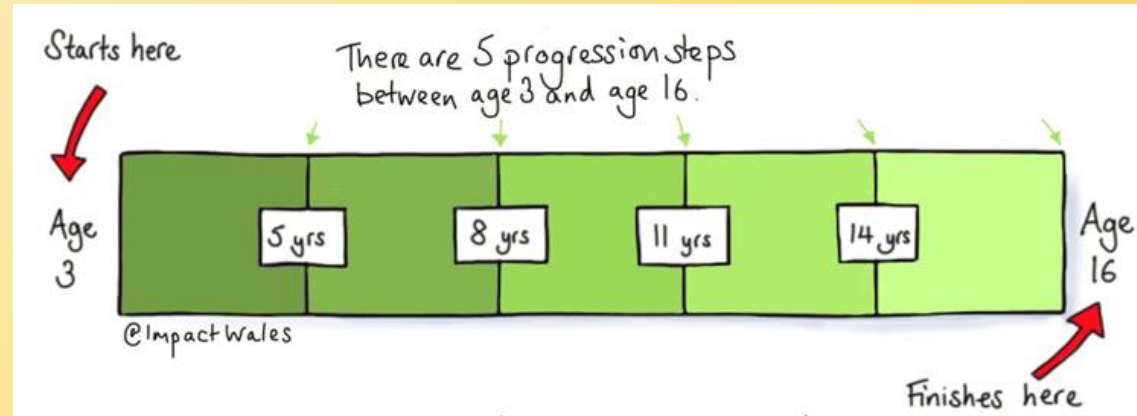 Starts here
There are 5 progression steps
between age 3 and age 16.
Age
3
5 yrs
8 yrs
11 yrs
14 yrs
Age
16
@ImpactWales
Finishes here